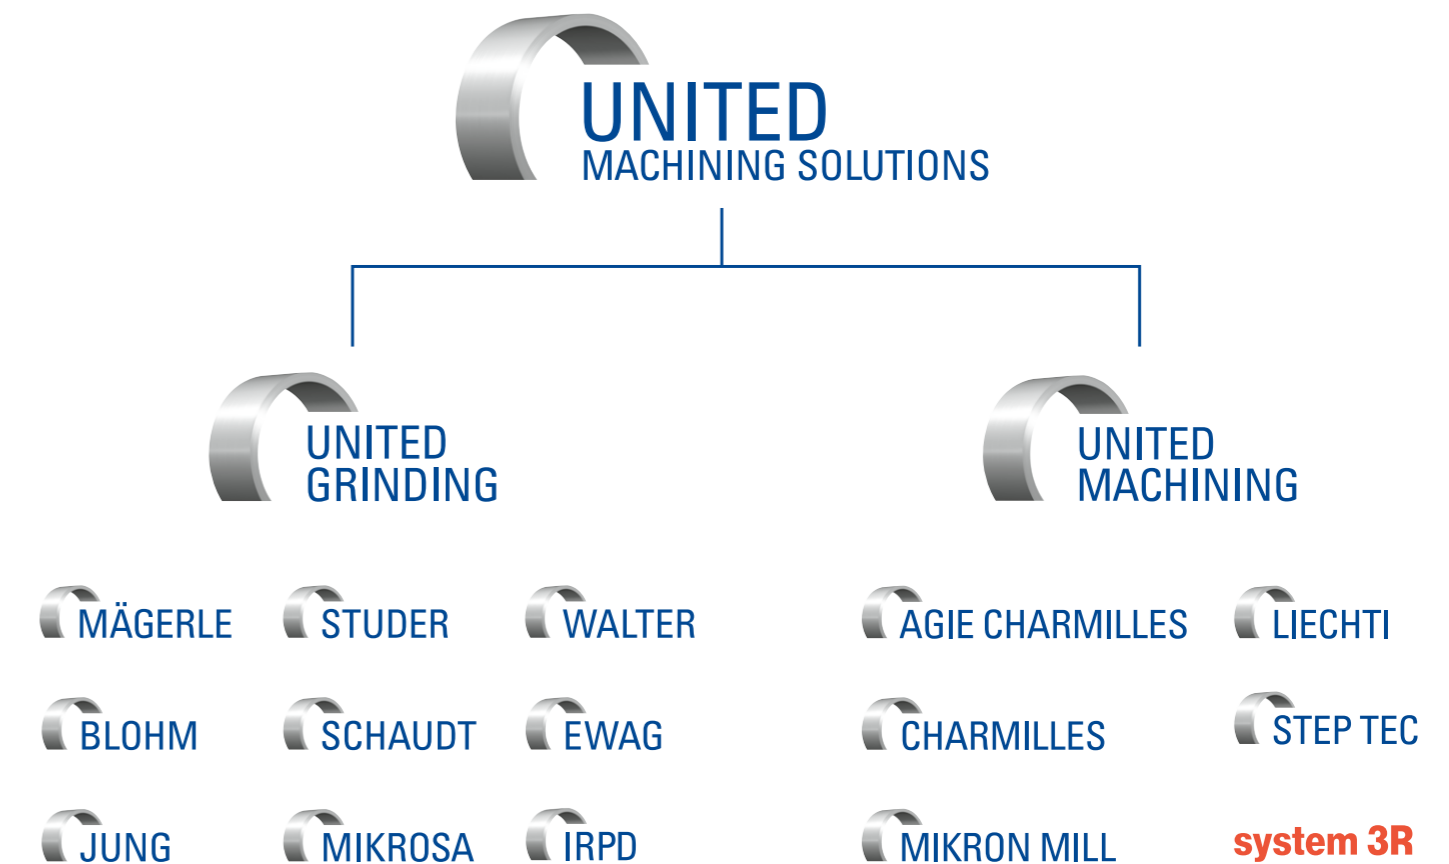 UNITED
MACHINING SOLUTIONS
UNITED
GRINDING
UNITED
MACHINING
MÄGERLE
STUDER
WALTER
AGIE CHARMILLES
LIECHTI
BLOHM
SCHAUDT
EWAG
CHARMILLES
STEP TEC
JUNG
MIKROSA
IRPD
MIKRON MILL
system 3R